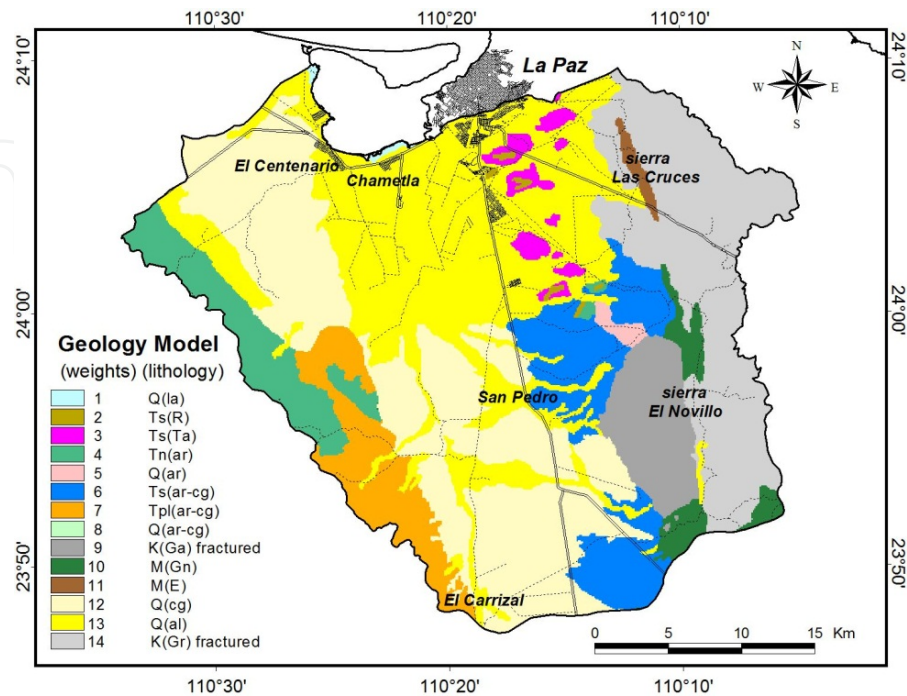 110°30' 110°20' 110°10'
24°10' 24°10'
La Paz
N
W E
S
sierra
Las Cruces
El Centenario
Chametla
24°00' 24°00'
Geology Model
(weights) (lithology)
1 Q(la)
2 Ts(R)
3 Ts(Ta)
4 Tn(ar)
5 Q(ar)
6 Ts(ar-cg)
7 Tpl(ar-cg)
8 Q(ar-cg)
9 K(Ga) fractured
10 M(Gn)
11 M(E)
12 Q(cg)
13 Q(al)
14 K(Gr) fractured
San Pedro
sierra
El Novillo
23°50' 23°50'
El Carrizal
0 5 10 15 Km
110°30' 110°20' 110°10'